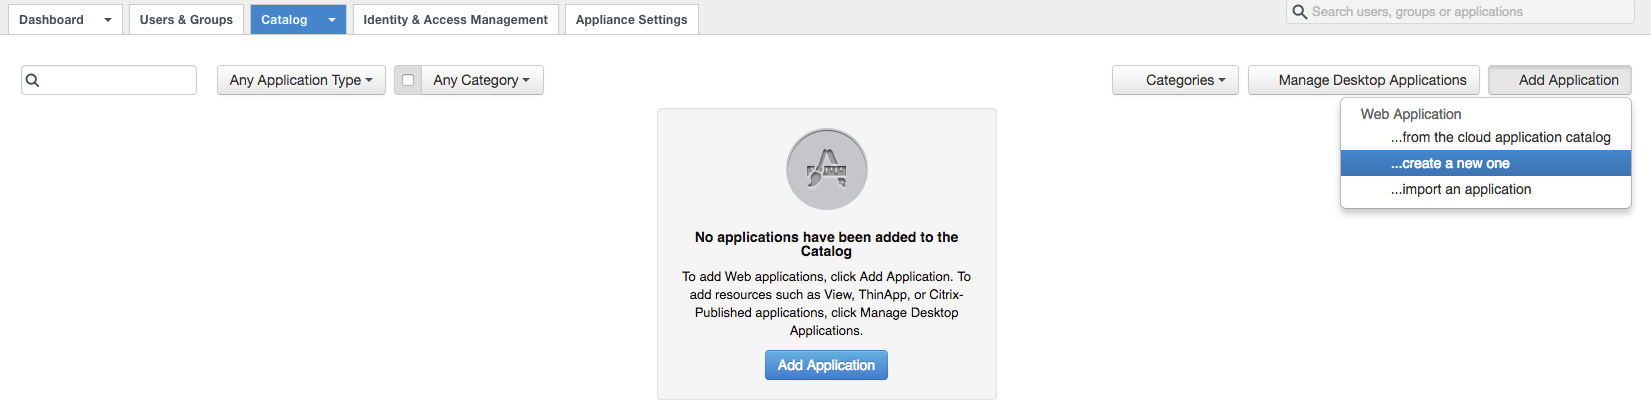 Dashboard
Users & Groups
Catalog
Identity & Access Management
Appliance Settings
Search users, groups or applications
Any Application Type
Any Category
Categories
Manage Desktop Applications
Add Application
Web Application
...from the cloud application catalog
...create a new one
...import an application
No applications have been added to the
Catalog
To add Web applications, click Add Application. To
add resources such as View, ThinApp, or Citrix-
Published applications, click Manage Desktop
Applications.
Add Application